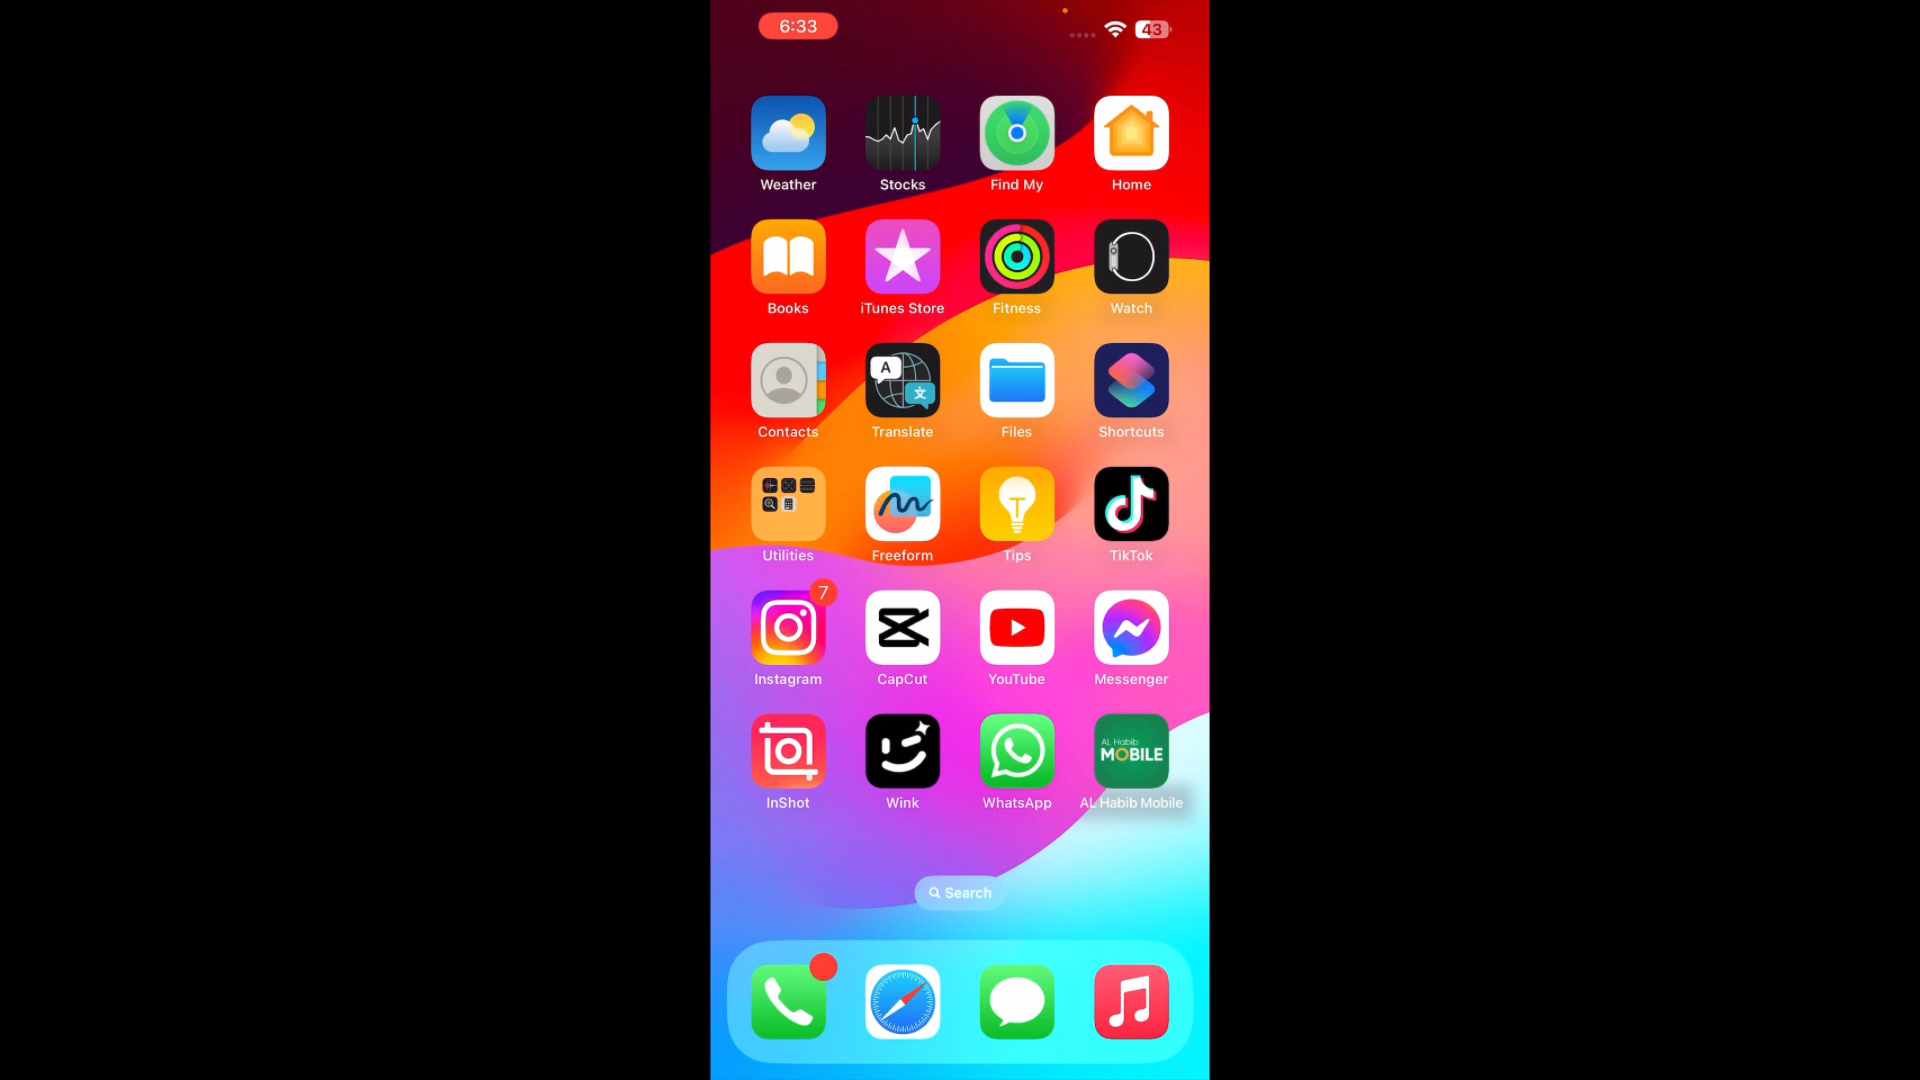 6:33
43
Weather Stocks Find My Home
Books iTunes Store Fitness Watch
A
文
Contacts Translate Files Shortcuts
Utilities Freeform Tips TikTok
7
Instagram CapCut YouTube Messenger
AL Habib
MOBILE
InShot Wink WhatsApp AL Habib Mobile
Search